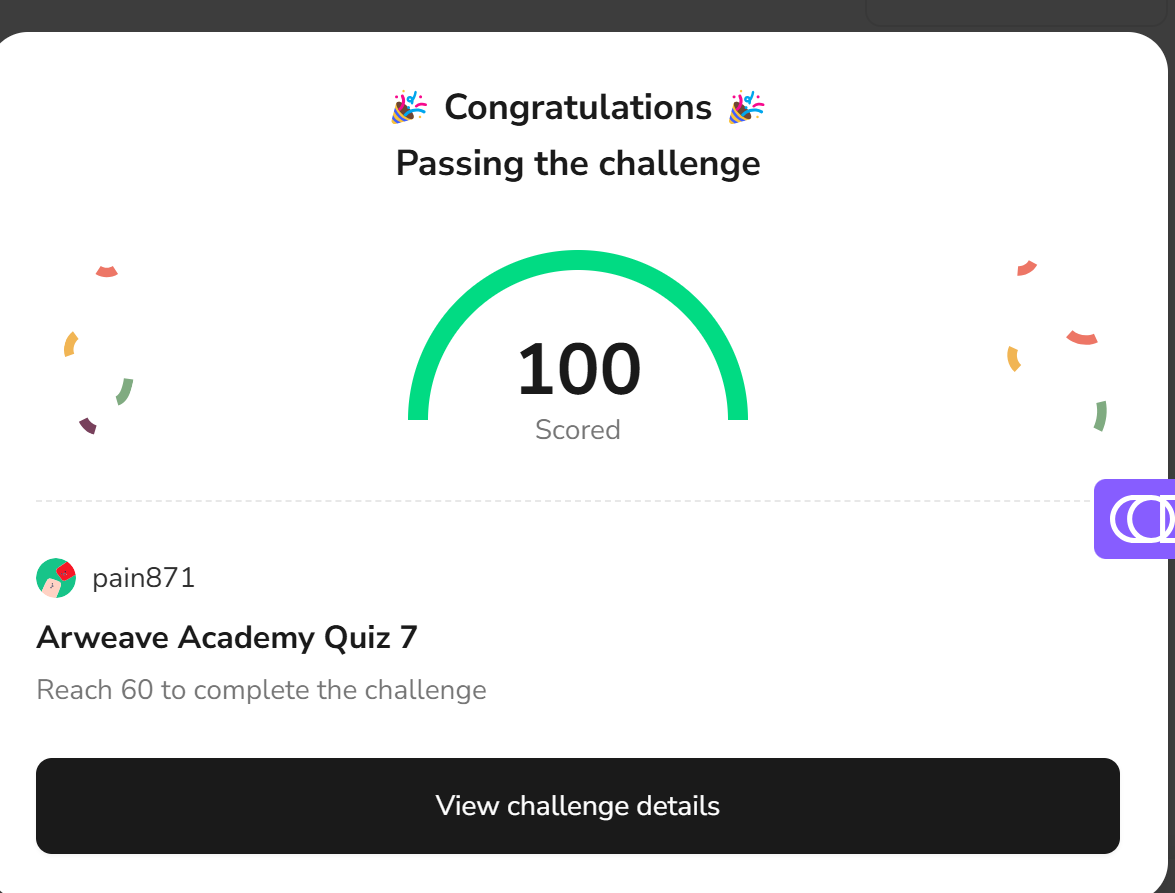 🎉 Congratulations 🎉
Passing the challenge
100
Scored
pain871
Arweave Academy Quiz 7
Reach 60 to complete the challenge
View challenge details